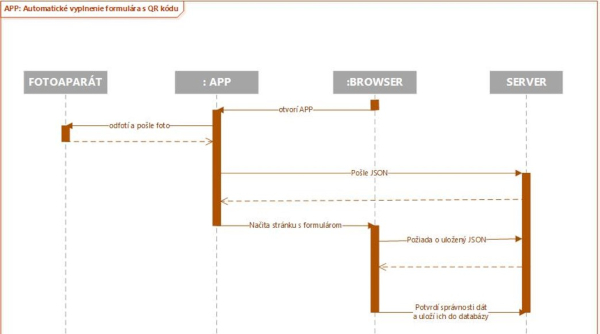 APP: Automatické vyplnenie formulára s QR kódu
FOTOAPARÁT
: APP
:BROWSER
SERVER
otvorí APP
odfotí a pošle foto
Pošle JSON
Načíta stránku s formulárom
Požiada o uložený JSON
Potvrdí správnosti dát
a uloží ich do databázy